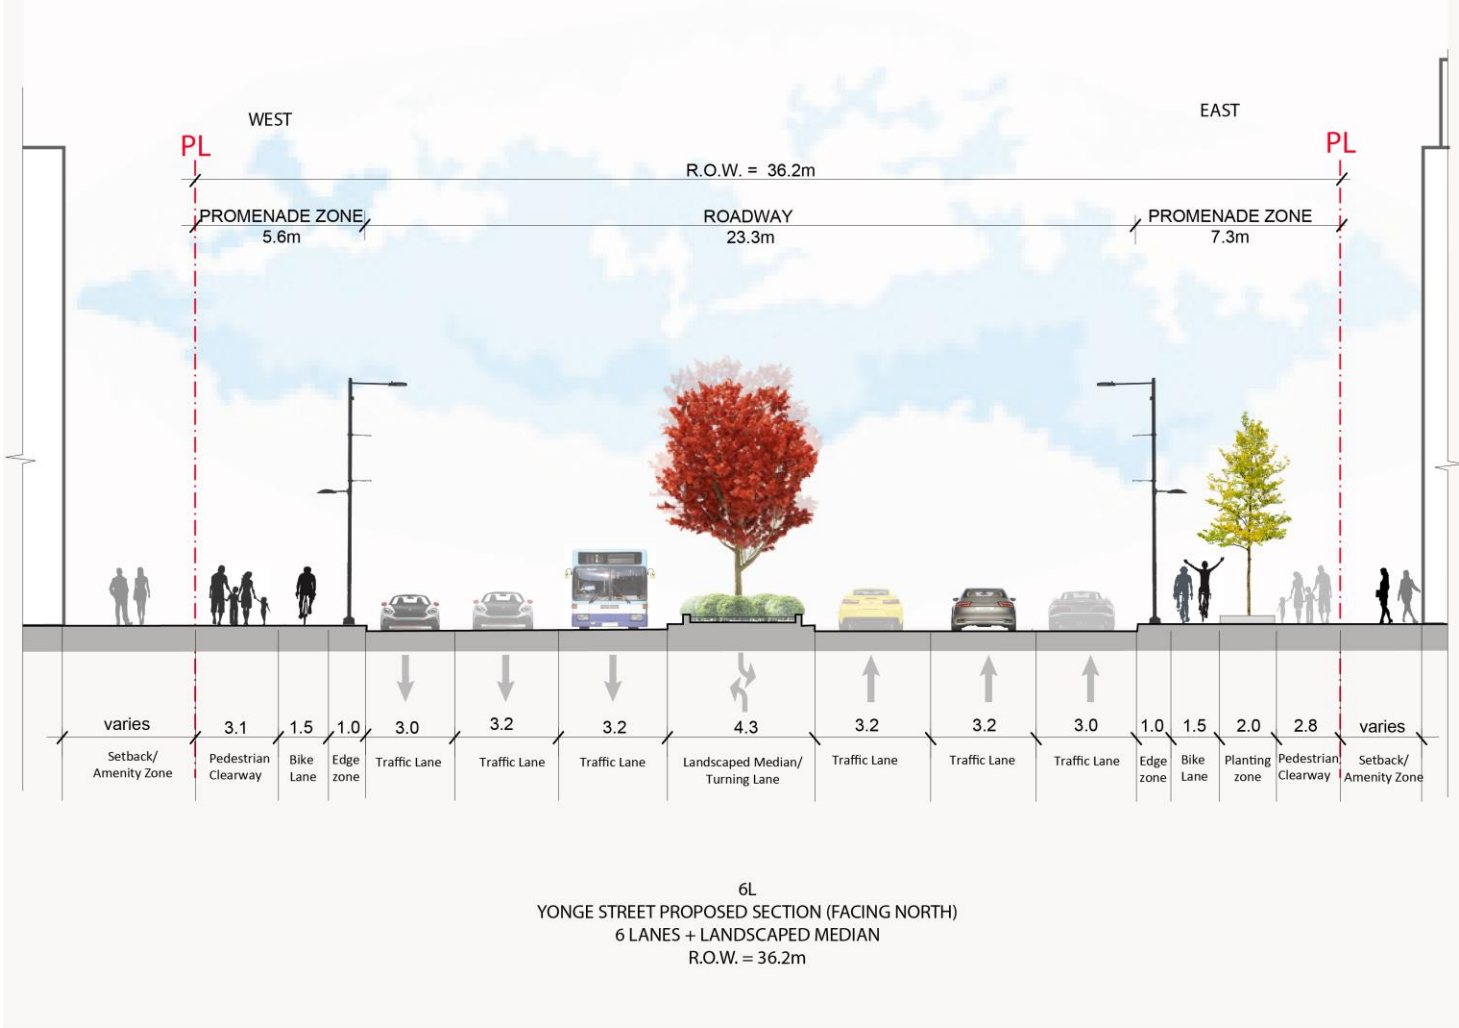 WEST
EAST
PL
PL
R.O.W. = 36.2m
PROMENADE ZONE
5.6m
ROADWAY
23.3m
PROMENADE ZONE
7.3m
varies
3.1
1.5
1.0
3.0
3.2
3.2
4.3
3.2
3.2
3.0
1.0
1.5
2.0
2.8
varies
Setback/
Amenity Zone
Pedestrian
Clearway
Bike
Lane
Edge
zone
Traffic Lane
Traffic Lane
Traffic Lane
Landscaped Median/
Turning Lane
Traffic Lane
Traffic Lane
Traffic Lane
Edge
zone
Bike
Lane
Planting
zone
Pedestrian
Clearway
Setback/
Amenity Zone
6L
YONGE STREET PROPOSED SECTION (FACING NORTH)
6 LANES + LANDSCAPED MEDIAN
R.O.W. = 36.2m